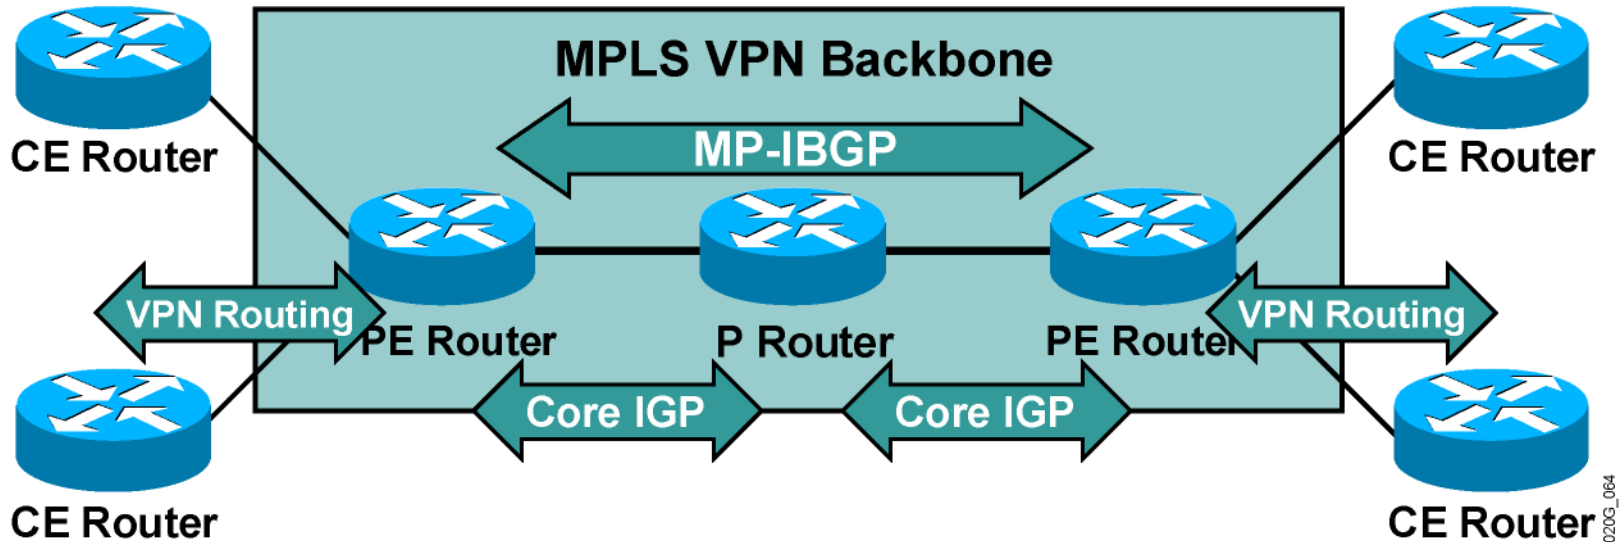 MPLS VPN Backbone
MP-IBGP
CE Router
CE Router
VPN Routing
VPN Routing
PE Router
P Router
PE Router
Core IGP
Core IGP
CE Router
CE Router
020G_064